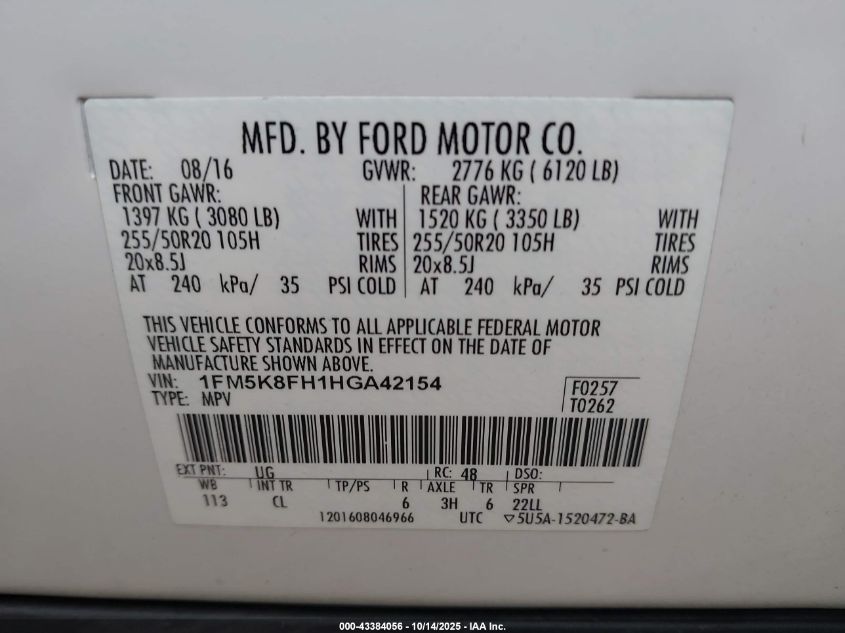 MFD. BY FORD MOTOR CO.
DATE: 08/16 GVWR: 2776 KG ( 6120 LB)
FRONT GAWR: REAR GAWR:
1397 KG ( 3080 LB) WITH 1520 KG ( 3350 LB) WITH
255/50R20 105H TIRES 255/50R20 105H TIRES
20x8.5J RIMS 20x8.5J RIMS
AT 240 kPa/ 35 PSI COLD AT 240 kPa/ 35 PSI COLD
THIS VEHICLE CONFORMS TO ALL APPLICABLE FEDERAL MOTOR
VEHICLE SAFETY STANDARDS IN EFFECT ON THE DATE OF
MANUFACTURE SHOWN ABOVE.
VIN: 1FM5K8FH1HGA42154 F0257
TYPE: MPV T0262
EXT PNT: UG RC: 48 DSO:
WB INT TR TP/PS R AXLE TR SPR
113 CL 6 3H 6 22LL
1201608046966 UTC ▽5U5A-1520472-BA
000-43384056 - 10/14/2025 - IAA Inc.